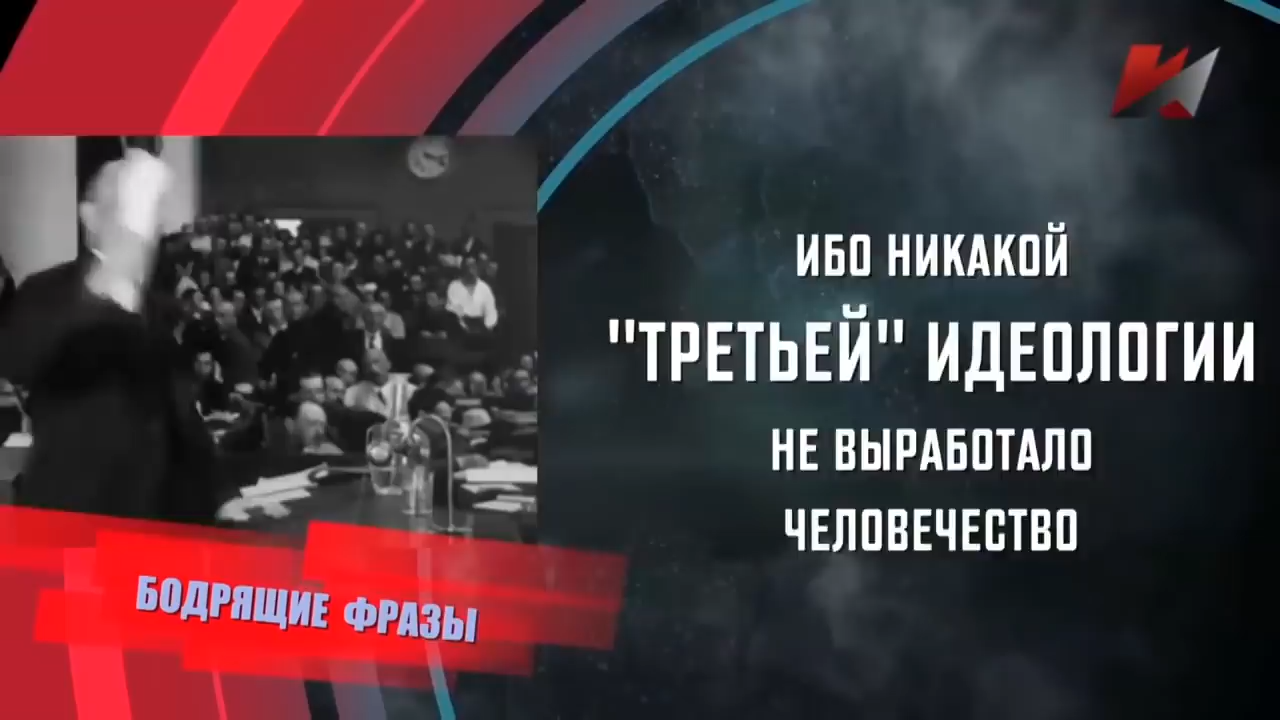 ИБО НИКАКОЙ
"ТРЕТЬЕЙ" ИДЕОЛОГИИ
НЕ ВЫРАБОТАЛО
ЧЕЛОВЕЧЕСТВО
БОДРЯЩИЕ ФРАЗЫ